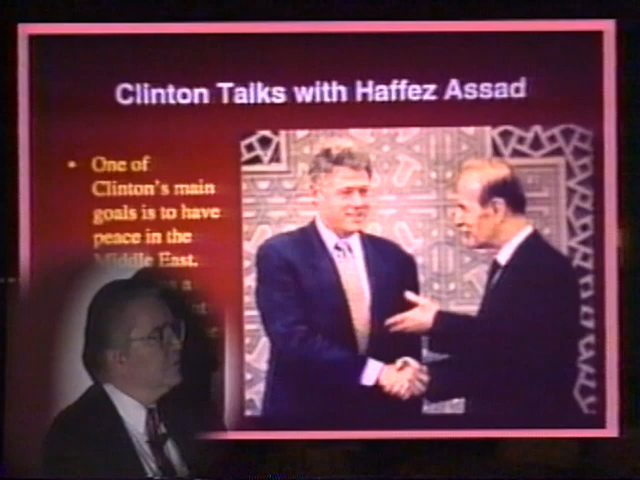 Clinton Talks with Haffez Assad
• One of
Clinton's main
goals is to have
peace in the
Middle East.
a